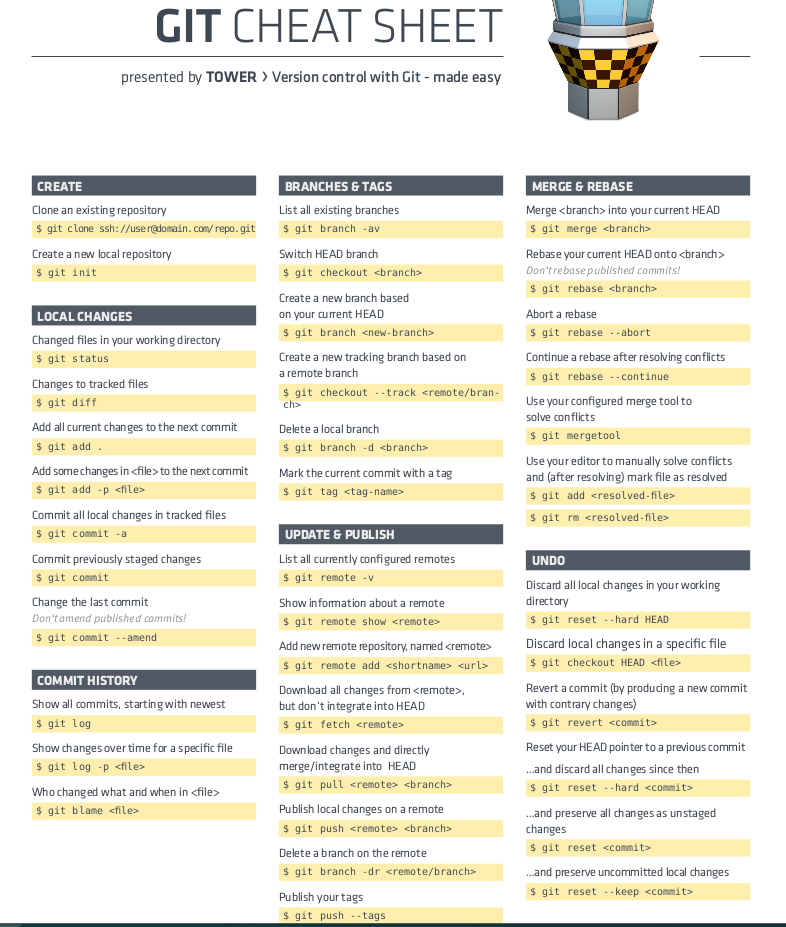 GIT CHEAT SHEET
presented by TOWER › Version control with Git - made easy
CREATE
Clone an existing repository
$ git clone ssh://user@domain.com/repo.git
Create a new local repository
$ git init
LOCAL CHANGES
Changed files in your working directory
$ git status
Changes to tracked files
$ git diff
Add all current changes to the next commit
$ git add .
Add some changes in <file> to the next commit
$ git add -p <file>
Commit all local changes in tracked files
$ git commit -a
Commit previously staged changes
$ git commit
Change the last commit
Don't amend published commits!
$ git commit --amend
COMMIT HISTORY
Show all commits, starting with newest
$ git log
Show changes over time for a specific file
$ git log -p <file>
Who changed what and when in <file>
$ git blame <file>
BRANCHES & TAGS
List all existing branches
$ git branch -av
Switch HEAD branch
$ git checkout <branch>
Create a new branch based
on your current HEAD
$ git branch <new-branch>
Create a new tracking branch based on
a remote branch
$ git checkout --track <remote/bran-
ch>
Delete a local branch
$ git branch -d <branch>
Mark the current commit with a tag
$ git tag <tag-name>
UPDATE & PUBLISH
List all currently configured remotes
$ git remote -v
Show information about a remote
$ git remote show <remote>
Add new remote repository, named <remote>
$ git remote add <shortname> <url>
Download all changes from <remote>,
but don't integrate into HEAD
$ git fetch <remote>
Download changes and directly
merge/integrate into HEAD
$ git pull <remote> <branch>
Publish local changes on a remote
$ git push <remote> <branch>
Delete a branch on the remote
$ git branch -dr <remote/branch>
Publish your tags
$ git push --tags
MERGE & REBASE
Merge <branch> into your current HEAD
$ git merge <branch>
Rebase your current HEAD onto <branch>
Don't rebase published commits!
$ git rebase <branch>
Abort a rebase
$ git rebase --abort
Continue a rebase after resolving conflicts
$ git rebase --continue
Use your configured merge tool to
solve conflicts
$ git mergetool
Use your editor to manually solve conflicts
and (after resolving) mark file as resolved
$ git add <resolved-file>
$ git rm <resolved-file>
UNDO
Discard all local changes in your working
directory
$ git reset --hard HEAD
Discard local changes in a specific file
$ git checkout HEAD <file>
Revert a commit (by producing a new commit
with contrary changes)
$ git revert <commit>
Reset your HEAD pointer to a previous commit
...and discard all changes since then
$ git reset --hard <commit>
...and preserve all changes as unstaged
changes
$ git reset <commit>
...and preserve uncommitted local changes
$ git reset --keep <commit>